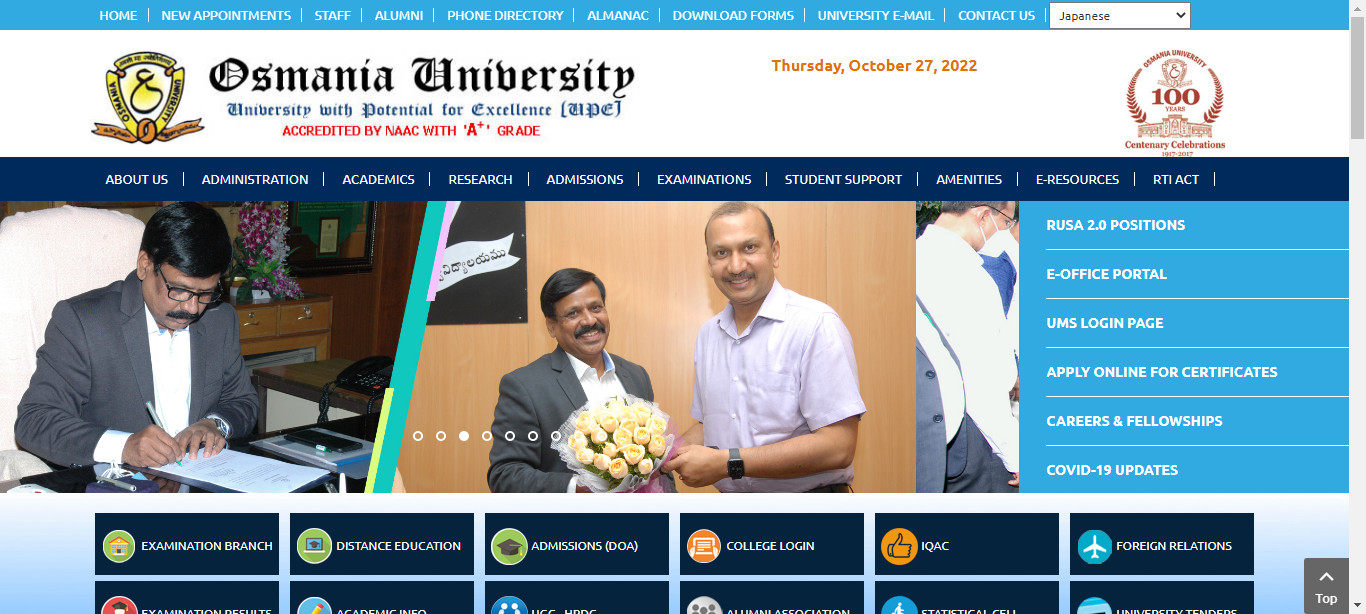 HOME NEW APPOINTMENTS STAFF ALUMNI PHONE DIRECTORY ALMANAC DOWNLOAD FORMS UNIVERSITY E-MAIL CONTACT US Japanese
OSMANIA UNIVERSITY
Osmania University
University with Potential for Excellence [UPE]
ACCREDITED BY NAAC WITH 'A+' GRADE
Thursday, October 27, 2022
OSMANIA UNIVERSITY
100
YEARS
Centenary Celebrations
1917-2017
ABOUT US ADMINISTRATION ACADEMICS RESEARCH ADMISSIONS EXAMINATIONS STUDENT SUPPORT AMENITIES E-RESOURCES RTI ACT
RUSA 2.0 POSITIONS
E-OFFICE PORTAL
UMS LOGIN PAGE
APPLY ONLINE FOR CERTIFICATES
CAREERS & FELLOWSHIPS
COVID-19 UPDATES
EXAMINATION BRANCH DISTANCE EDUCATION ADMISSIONS (DOA) COLLEGE LOGIN IQAC FOREIGN RELATIONS
EXAMINATION RESULTS ACADEMIC INFO UGC - HRDC ALUMNI ASSOCIATION STATISTICAL CELL UNIVERSITY TENDERS
Top